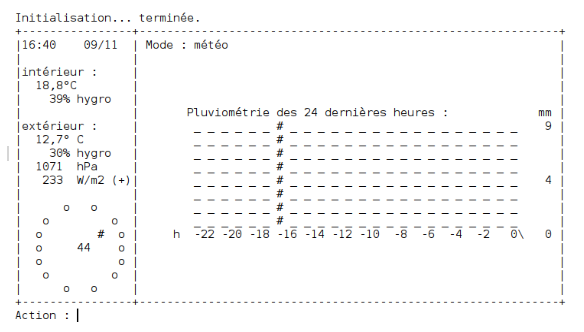 Initialisation... terminée.
+----------------+-------------------------------------------------------------+
|16:40    09/11  | Mode : météo
|                |
|intérieur :     |
|  18,8°C        |
|    39% hygro   |
|                |      Pluviométrie des 24 dernières heures :             mm
|extérieur :     |       _ _ _ _ _ _ # _ _ _ _ _ _ _ _ _ _ _ _ _ _ _ _ _    9
|  12,7° C       |       _ _ _ _ _ _ # _ _ _ _ _ _ _ _ _ _ _ _ _ _ _ _ _
|    30% hygro   |       _ _ _ _ _ _ # _ _ _ _ _ _ _ _ _ _ _ _ _ _ _ _ _
|  1071  hPa     |       _ _ _ _ _ _ # _ _ _ _ _ _ _ _ _ _ _ _ _ _ _ _ _
|   233  W/m2 (+)|       _ _ _ _ _ _ # _ _ _ _ _ _ _ _ _ _ _ _ _ _ _ _ _    4
|                |       _ _ _ _ _ _ # _ _ _ _ _ _ _ _ _ _ _ _ _ _ _ _ _
|      o   o     |       _ _ _ _ _ _ # _ _ _ _ _ _ _ _ _ _ _ _ _ _ _ _ _
|   o         o  |       _ _ _ _ _ _ # _ _ _ _ _ _ _ _ _ _ _ _ _ _ _ _ _
|  o        #  o |     h  -22 -20 -18 -16 -14 -12 -10  -8  -6  -4  -2   0\   0
|  o     44    o |
|  o           o |
|   o         o  |
|      o   o     |
+----------------+-------------------------------------------------------------+
Action :